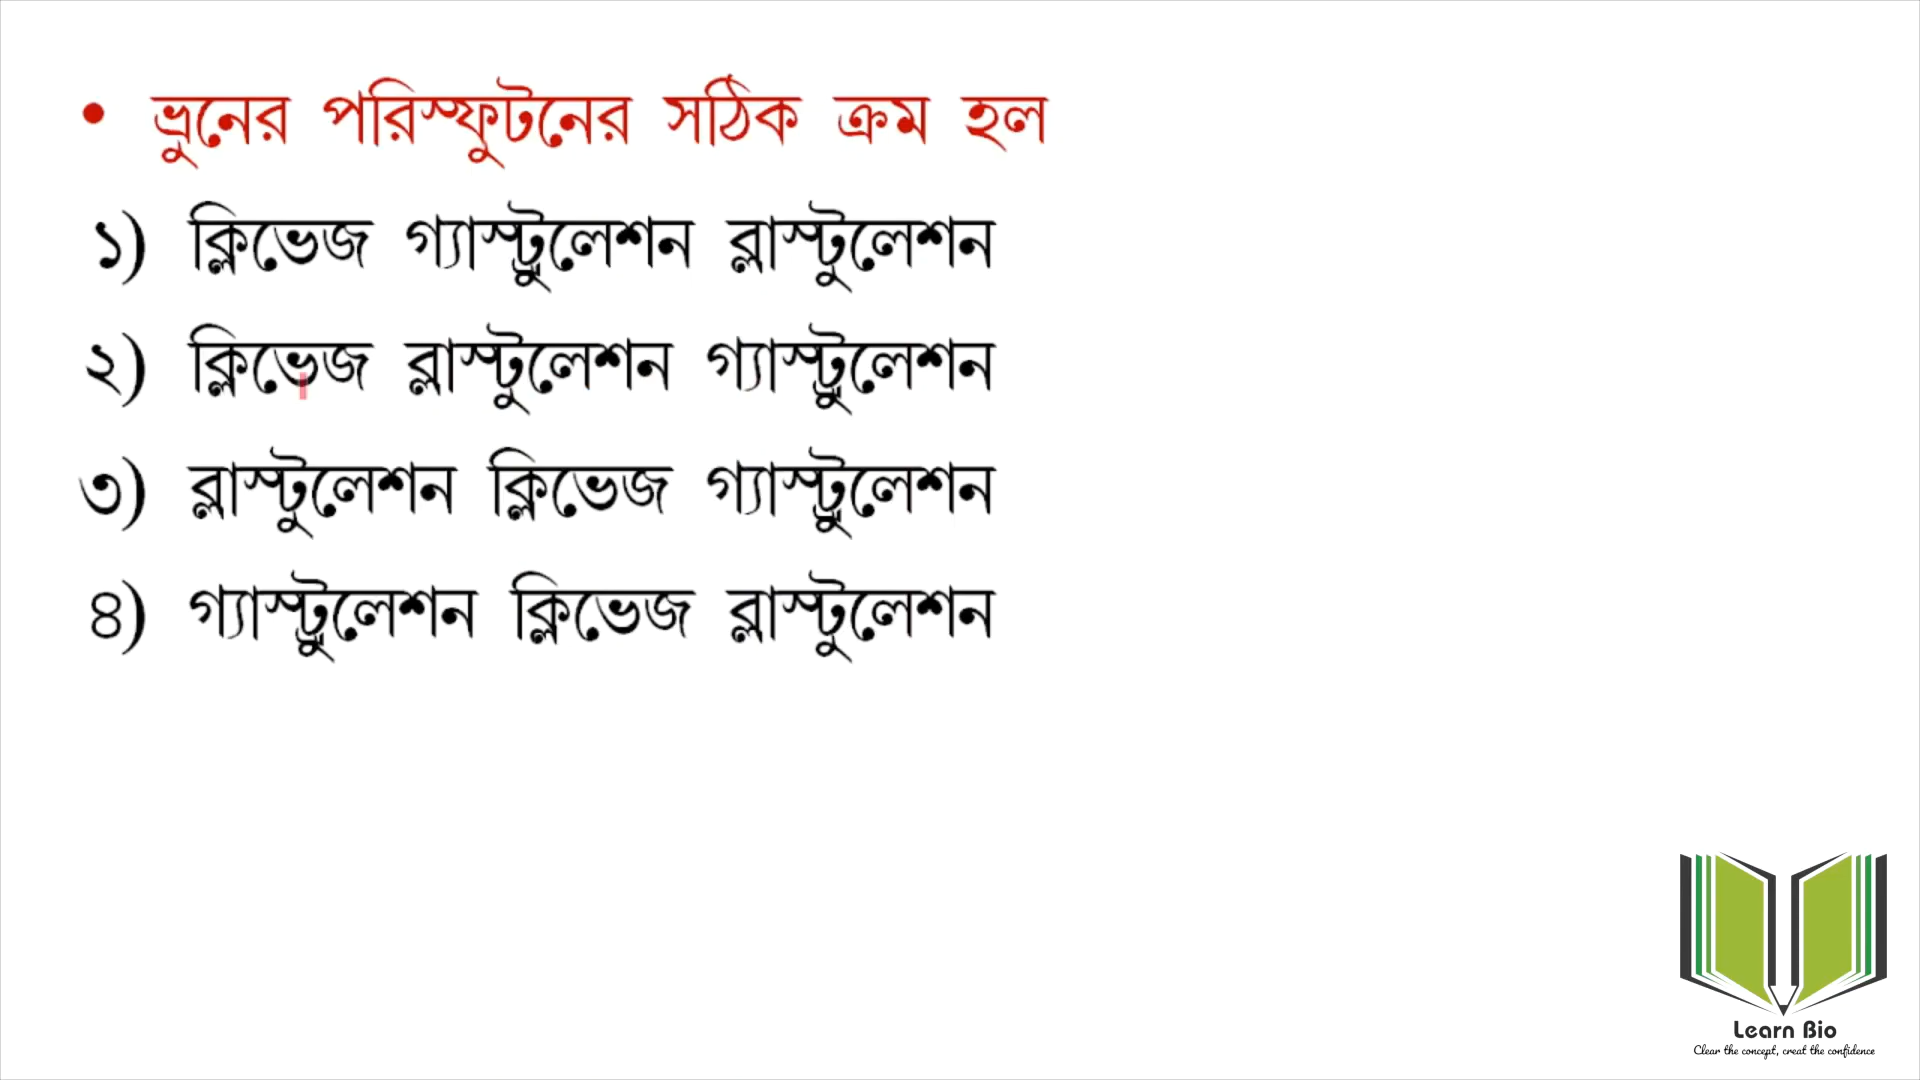 • ভ্রুনের পরিস্ফুটনের সঠিক ক্রম হল
১) ক্লিভেজ গ্যাস্ট্রুলেশন ব্লাস্টুলেশন
২) ক্লিভেজ ব্লাস্টুলেশন গ্যাস্ট্রুলেশন
৩) ব্লাস্টুলেশন ক্লিভেজ গ্যাস্ট্রুলেশন
৪) গ্যাস্ট্রুলেশন ক্লিভেজ ব্লাস্টুলেশন
Learn Bio
Clear the concept, creat the confidence